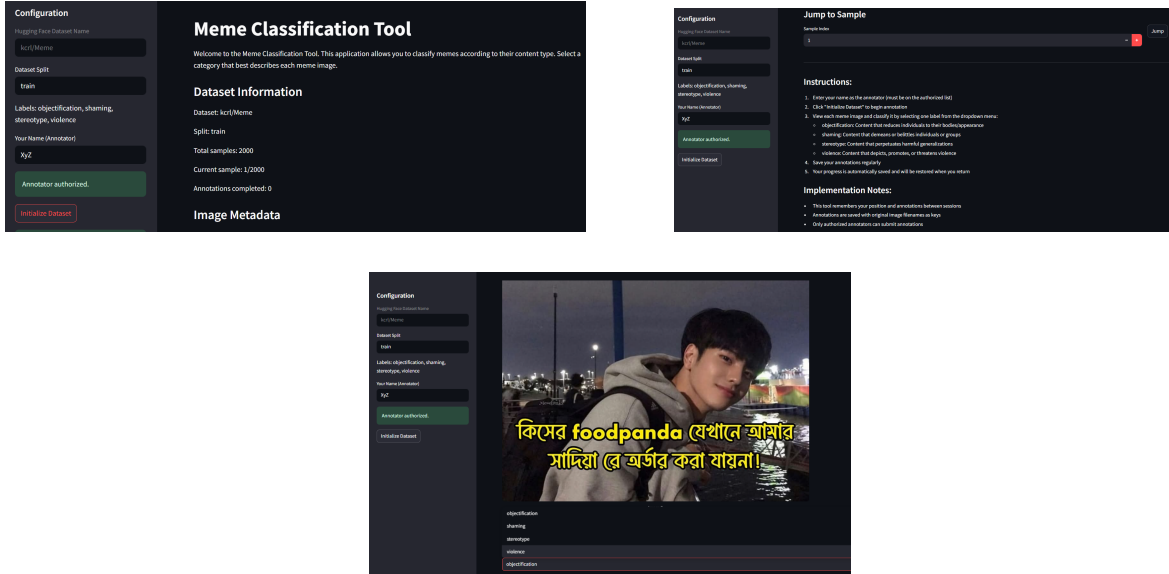 Configuration
Hugging Face Dataset Name
kcrl/Meme
Dataset Split
train
Labels: objectification, shaming,
stereotype, violence
Your Name (Annotator)
XyZ
Annotator authorized.
Initialize Dataset
Meme Classification Tool
Welcome to the Meme Classification Tool. This application allows you to classify memes according to their content type. Select a
category that best describes each meme image.
Dataset Information
Dataset: kcrl/Meme
Split: train
Total samples: 2000
Current sample: 1/2000
Annotations completed: 0
Image Metadata
Configuration
Hugging Face Dataset Name
kcrl/Meme
Dataset Split
train
Labels: objectification, shaming,
stereotype, violence
Your Name (Annotator)
XyZ
Annotator authorized.
Initialize Dataset
Jump to Sample
Sample Index
1
Jump
Instructions:
1. Enter your name as the annotator (must be on the authorized list)
2. Click "Initialize Dataset" to begin annotation
3. View each meme image and classify it by selecting one label from the dropdown menu:
objectification: Content that reduces individuals to their bodies/appearance
shaming: Content that demeans or belittles individuals or groups
stereotype: Content that perpetuates harmful generalizations
violence: Content that depicts, promotes, or threatens violence
4. Save your annotations regularly
5. Your progress is automatically saved and will be restored when you return
Implementation Notes:
• This tool remembers your position and annotations between sessions
• Annotations are saved with original image filenames as keys
• Only authorized annotators can submit annotations
Configuration
Hugging Face Dataset Name
kcrl/Meme
Dataset Split
train
Labels: objectification, shaming,
stereotype, violence
Your Name (Annotator)
XyZ
Annotator authorized.
Initialize Dataset
কিসের foodpanda যেখানে আমার
সাদিয়া রে অর্ডার করা যায়না!
objectification
shaming
stereotype
violence
objectification